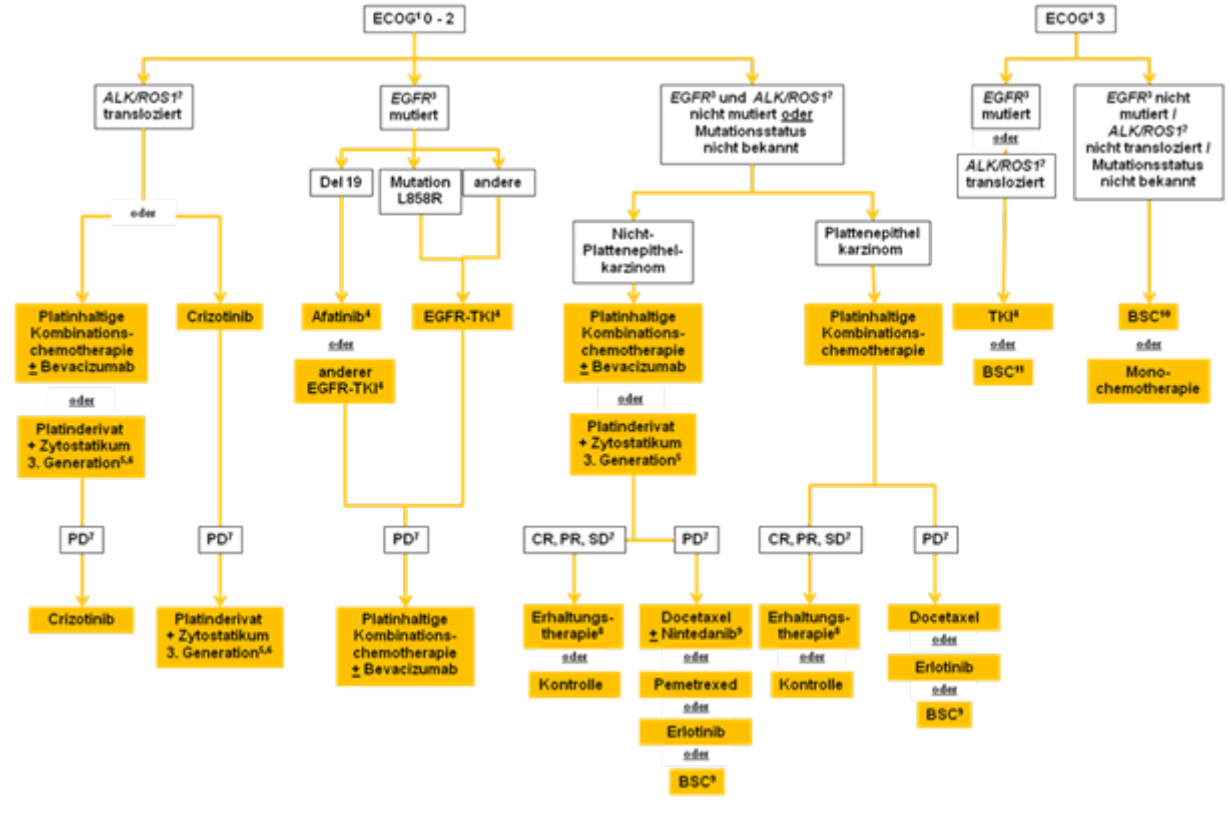 ECOG¹ 0 - 2
ECOG¹ 3
ALK/ROS1²
transloziert
EGFR³
mutiert
EGFR³ und ALK/ROS1²
nicht mutiert oder
Mutationsstatus
nicht bekannt
EGFR³
mutiert
oder
ALK/ROS1²
transloziert
EGFR³ nicht
mutiert /
ALK/ROS1²
nicht transloziert /
Mutationsstatus
nicht bekannt
Del 19
Mutation
L858R
andere
oder
Nicht-
Plattenepithel-
karzinom
Plattenepithel
karzinom
Platinhaltige
Kombinations-
chemotherapie
± Bevacizumab
oder
Platinderivat
+ Zytostatikum
3. Generation⁵,⁶
Crizotinib
Afatinib⁴
oder
anderer
EGFR-TKI⁴
EGFR-TKI⁴
Platinhaltige
Kombinations-
chemotherapie
± Bevacizumab
oder
Platinderivat
+ Zytostatikum
3. Generation⁵
Platinhaltige
Kombinations-
chemotherapie
TKI⁴
oder
BSC¹¹
BSC¹⁰
oder
Mono-
chemotherapie
PD⁷
PD⁷
PD⁷
CR, PR, SD⁷
PD⁷
CR, PR, SD⁷
PD⁷
Crizotinib
Platinderivat
+ Zytostatikum
3. Generation⁵,⁶
Platinhaltige
Kombinations-
chemotherapie
± Bevacizumab
Erhaltungs-
therapie⁸
oder
Kontrolle
Docetaxel
± Nintedanib⁹
oder
Pemetrexed
oder
Erlotinib
oder
BSC⁹
Erhaltungs-
therapie⁸
oder
Kontrolle
Docetaxel
oder
Erlotinib
oder
BSC⁹